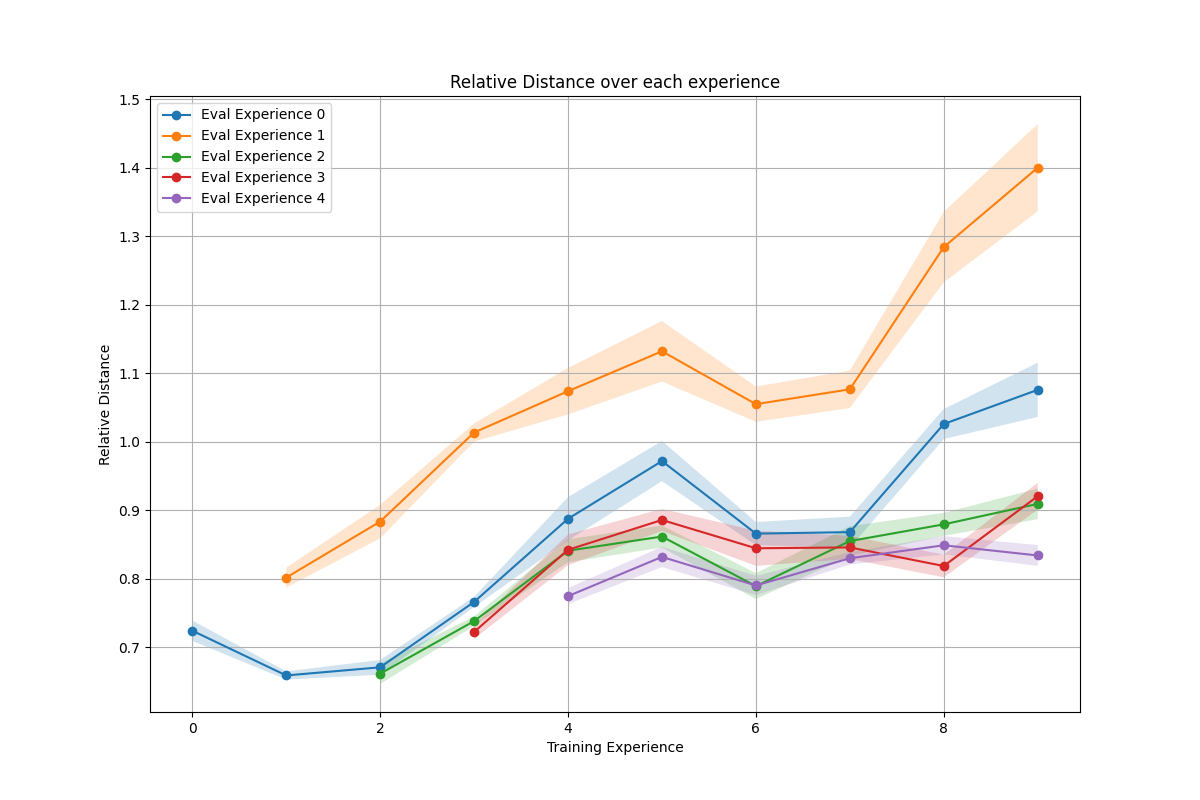 Relative Distance over each experience
1.5
1.4
1.3
1.2
1.1
1.0
0.9
0.8
0.7
Relative Distance
Eval Experience 0
Eval Experience 1
Eval Experience 2
Eval Experience 3
Eval Experience 4
0 2 4 6 8
Training Experience